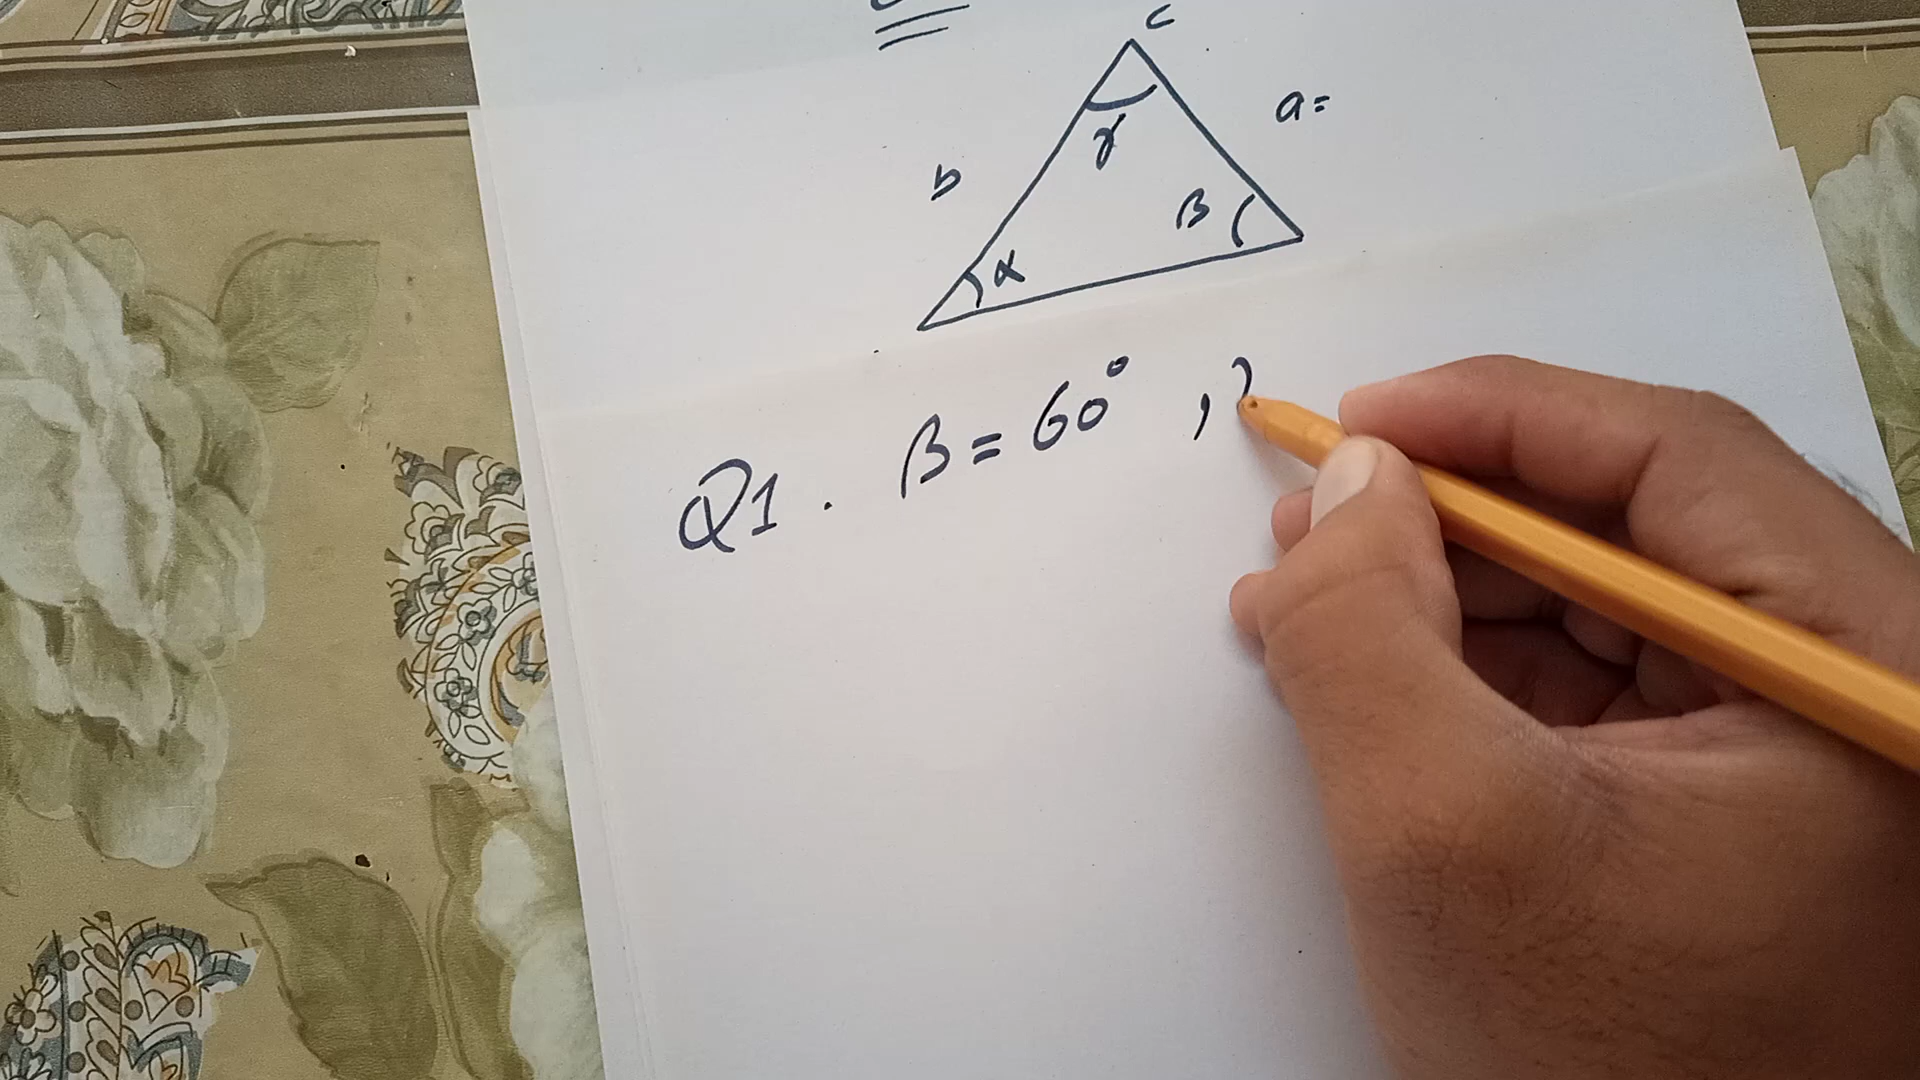 c
a=
b
γ
β
α
Q1. β = 60° ,